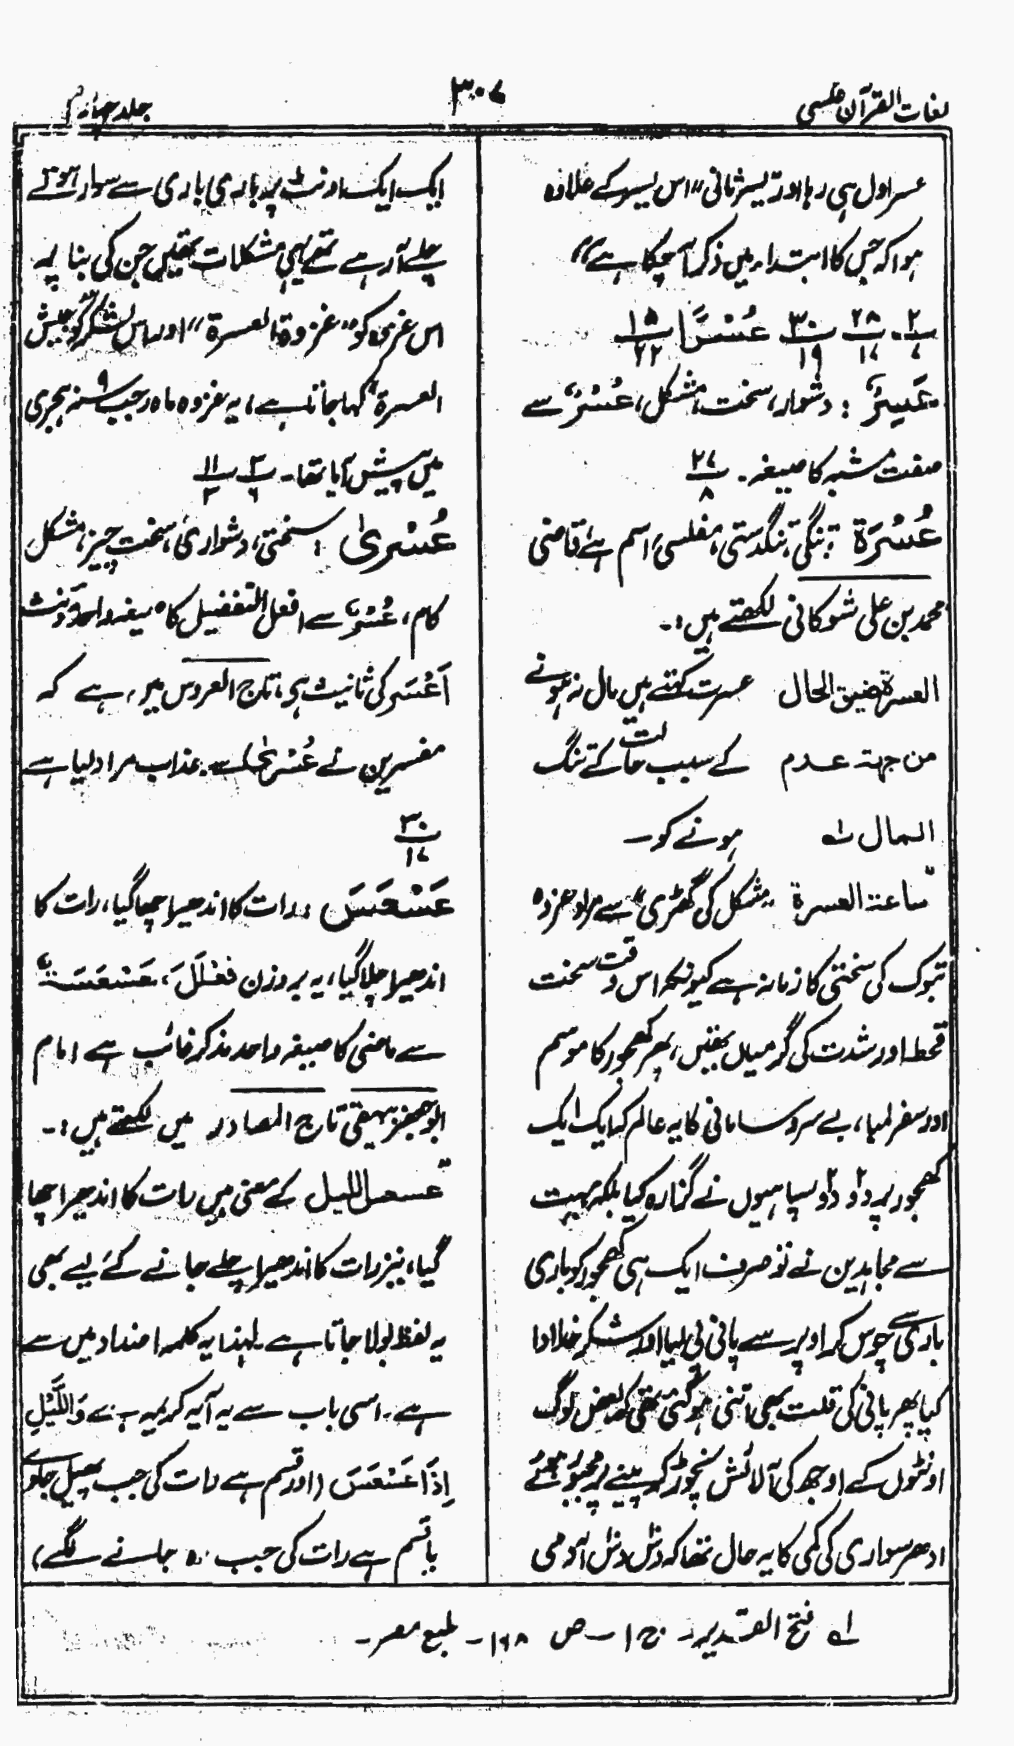 لغات القرآن عکسی
۳۰۷
جلد چہارم
عسر اول ہی رہا اور یسر ثانی" اس یسر کے علاوہ
ہوا کہ جس کا ابتداء میں ذکر آ چکا ہے"
۲/۷ ۲۸/۱۷ ۳۰/۱۹ عُسْرًا ۱۵/۲۲
عَسِرٌ : دشوار، سخت، مشکل، عُسْرٌ سے
صفت مشبہ کا صیغہ۔ ۲۷/۸
عُسْرَۃ : تنگی، تنگدستی، مفلسی، اسم ہے قاضی
محمد بن علی شوکانی لکھتے ہیں :۔
العسرۃ ضیق الحال عسرت کہتے ہیں مال نہ ہونے
من جہۃ عدم کے سبب حالت کے تنگ
المال لہ ہونے کو۔
ساعۃ العسرۃ "مشکل کی گھڑی" سے مراد غزوہ
تبوک کی سختی کا زمانہ ہے کیونکہ اس وقت سخت
قحط اور شدت کی گرمیاں تھیں، پھر کھجور کا موسم
اور سفر لمبا، بے سروسامانی کا یہ عالم کہ ایک ایک
کھجور پر دو دو سپاہیوں نے گزارہ کیا بلکہ بہت
سے مجاہدین نے تو صرف ایک ہی کھجور کو باری
باری سے چوس کر اوپر سے پانی پی لیا اور شکر خدا ادا
کیا پھر پانی کی قلت بھی اتنی ہو گئی تھی کہ بعض لوگ
اونٹوں کے اوجھ کی آلائش نچوڑ کر پینے پر مجبور ہوئے
ادھر سواری کی کمی کا یہ حال تھا کہ دس دس آدمی
ایک ایک اونٹ پر باری باری سے سوار ہوتے
چلے آ رہے تھے یہی مشکلات تھیں جن کی بنا پر
اس غزوہ کو "غزوۃ العسرۃ" اور اس لشکر کو "جیش
العسرۃ" کہا جاتا ہے، یہ غزوہ ماہ رجب ۹ سنہ ہجری
میں پیش آیا تھا۔ ۳/۶ ۱۱/۳
عُسْریٰ : سختی، دشواری، سخت چیز، مشکل
کام، عُسْرٌ سے افعل التفضیل کا صیغہ واحد مونث
اَعْسَر کی تانیث ہی، تاج العروس میں ہے کہ
مفسرین نے عُسْریٰ سے عذاب مراد لیا ہے
۳۰/۱۷
عَسْعَسَ : رات کا اندھیرا چھا گیا، رات کا
اندھیرا چلا گیا، یہ بروزن فَعْلَلَ، عَسْعَسَۃٌ
سے ماضی کا صیغہ واحد مذکر غائب ہے امام
ابو جعفر بیہقی تاج المصادر میں لکھتے ہیں :۔
"عسعس اللیل کے معنی ہیں رات کا اندھیرا چھا
گیا، نیز رات کا اندھیرا چلے جانے کے لیے بھی
یہ لفظ بولا جاتا ہے۔ لہٰذا یہ کلمہ اضداد میں سے
ہے۔ اسی باب سے یہ آیہ کریمہ ہے وَاللَّیْلِ
اِذَا عَسْعَسَ (اور قسم ہے رات کی جب پھیل جاوے
یا قسم ہے رات کی جب وہ جانے لگے)
لہ فتح القدیر۔ ج ۱ ص ۱۶۸۔ طبع مصر۔